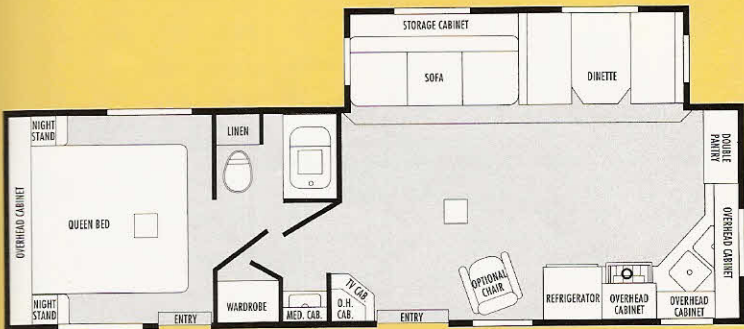 STORAGE CABINET
SOFA
DINETTE
NIGHT
STAND
LINEN
DOUBLE
PANTRY
OVERHEAD CABINET
QUEEN BED
OVERHEAD CABINET
OPTIONAL
CHAIR
TV CAB.
NIGHT
STAND
ENTRY
WARDROBE
MED. CAB.
O.H.
CAB.
ENTRY
REFRIGERATOR
OVERHEAD
CABINET
OVERHEAD
CABINET